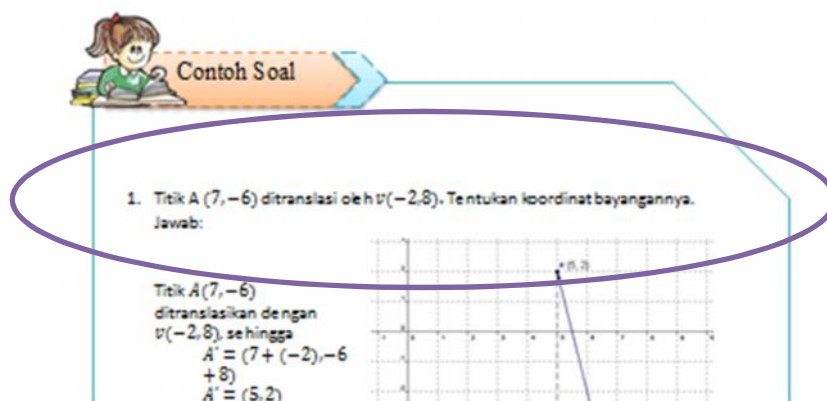 Contoh Soal
1. Titik A (7,−6) ditranslasi oleh v(−2,8). Tentukan koordinat bayangannya.
Jawab:
(5, 2)
Titik A(7,−6)
ditranslasikan dengan
v(−2,8), sehingga
A' = (7 + (−2),−6
+ 8)
A' = (5,2)